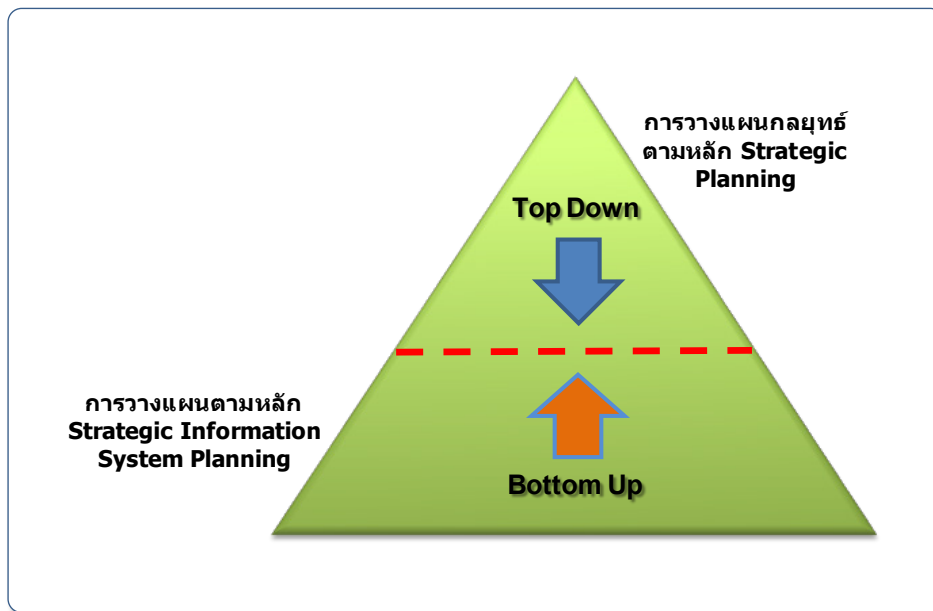 การวางแผนกลยุทธ์
ตามหลัก Strategic
Planning
Top Down
การวางแผนตามหลัก
Strategic Information
System Planning
Bottom Up